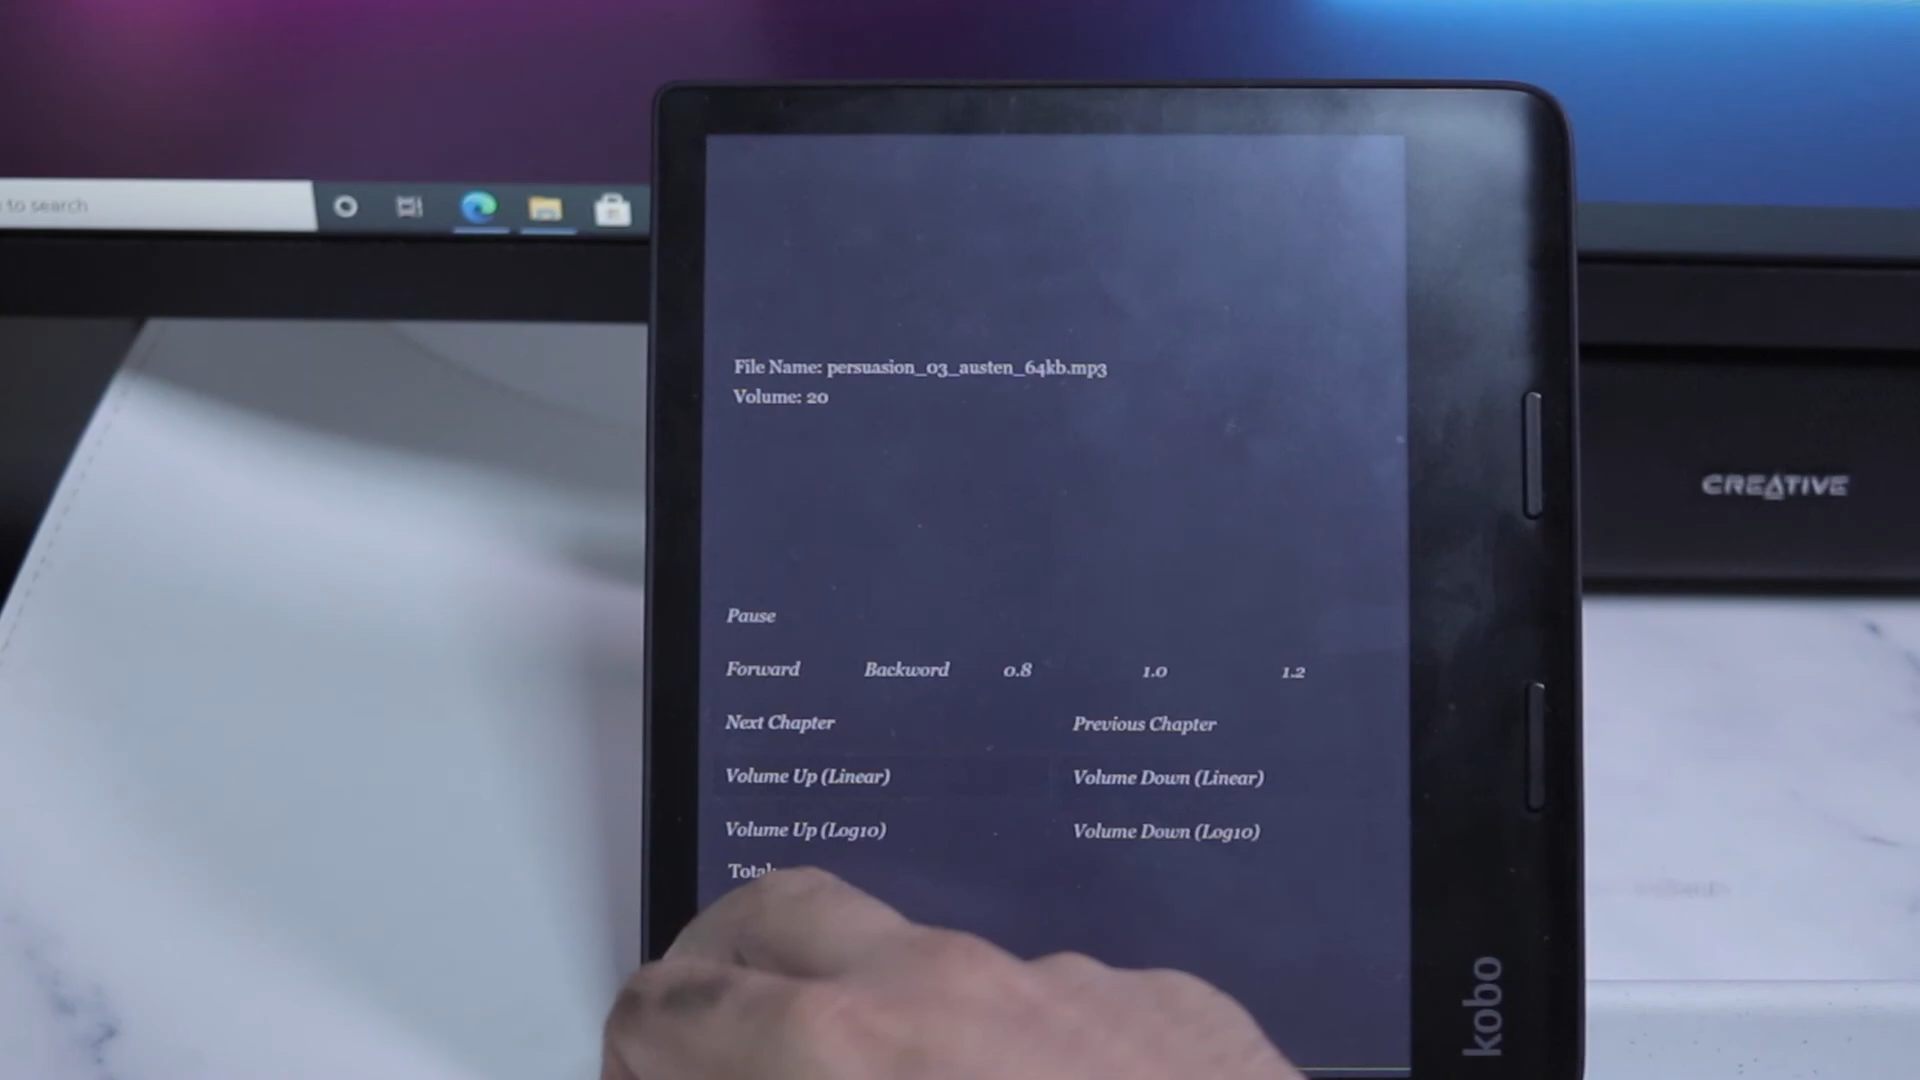 to search
File Name: persuasion_03_austen_64kb.mp3
Volume: 20
CREATIVE
Pause
Forward Backword 0.8 1.0 1.2
Next Chapter Previous Chapter
Volume Up (Linear) Volume Down (Linear)
Volume Up (Log10) Volume Down (Log10)
Total:
kobo